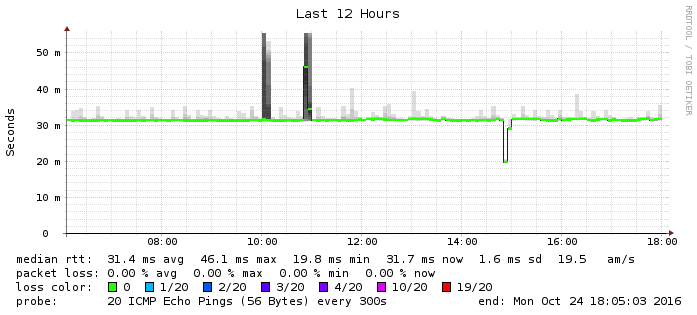 Last 12 Hours
RRDTOOL / TOBI OETIKER
Seconds
50 m
40 m
30 m
20 m
10 m
0
08:00 10:00 12:00 14:00 16:00 18:00
median rtt: 31.4 ms avg 46.1 ms max 19.8 ms min 31.7 ms now 1.6 ms sd 19.5 am/s
packet loss: 0.00 % avg 0.00 % max 0.00 % min 0.00 % now
loss color: 0 1/20 2/20 3/20 4/20 10/20 19/20
probe: 20 ICMP Echo Pings (56 Bytes) every 300s end: Mon Oct 24 18:05:03 2016